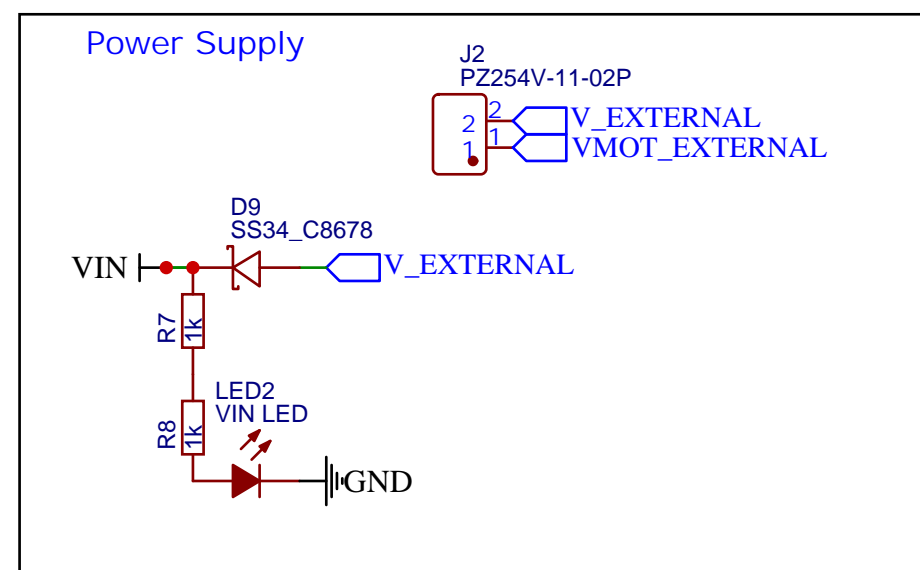 Power Supply
J2
PZ254V-11-02P
2 2 V_EXTERNAL
1 1 VMOT_EXTERNAL
D9
SS34_C8678
VIN V_EXTERNAL
R7 1k
LED2
VIN LED
R8 1k
GND